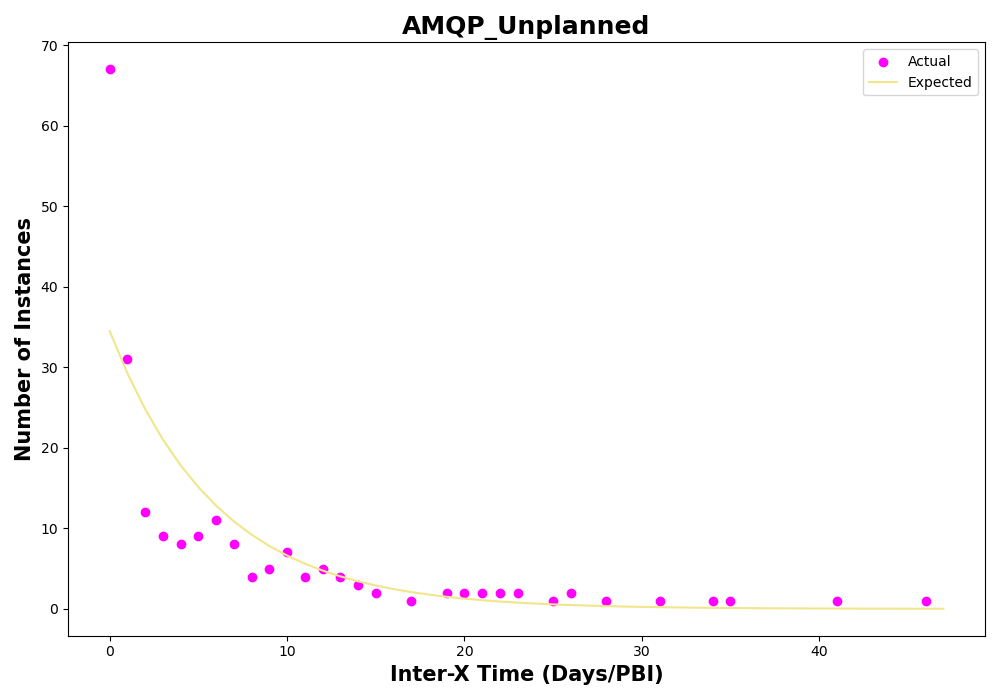 AMQP_Unplanned
Actual
Expected
Number of Instances
70
60
50
40
30
20
10
0
0 10 20 30 40
Inter-X Time (Days/PBI)